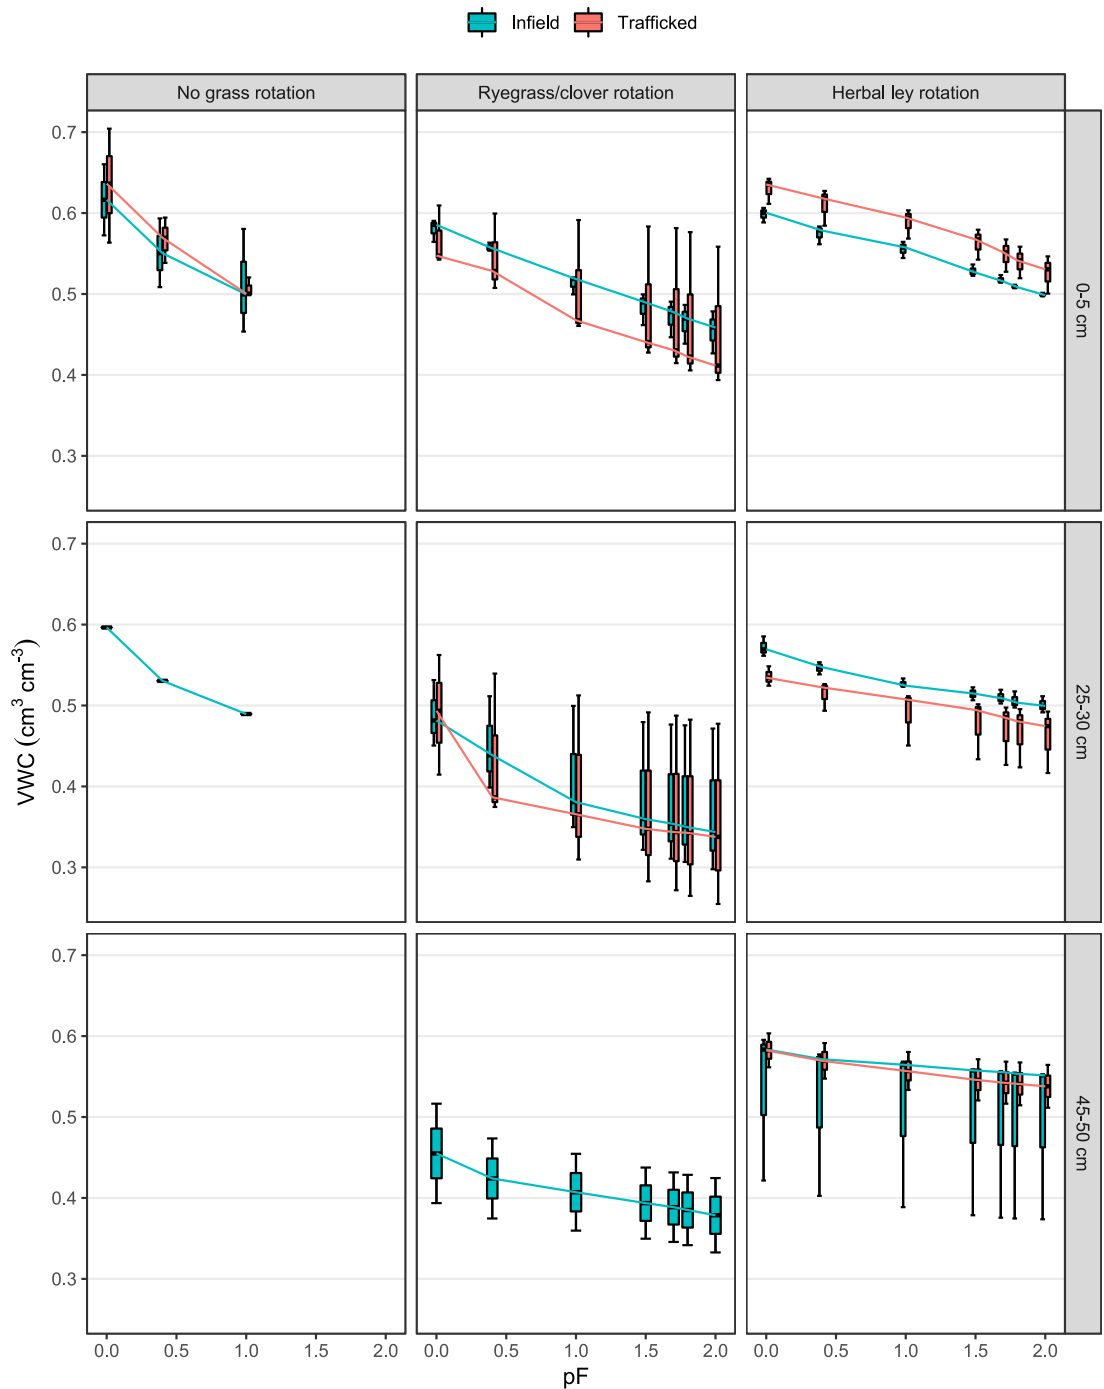 Infield Trafficked
No grass rotation Ryegrass/clover rotation Herbal ley rotation
0.7
0.6
0.5
0.4
0.3
0-5 cm
0.7
0.6
0.5
0.4
0.3
25-30 cm
VWC (cm³ cm⁻³)
0.7
0.6
0.5
0.4
0.3
45-50 cm
0.0 0.5 1.0 1.5 2.0 0.0 0.5 1.0 1.5 2.0 0.0 0.5 1.0 1.5 2.0
pF